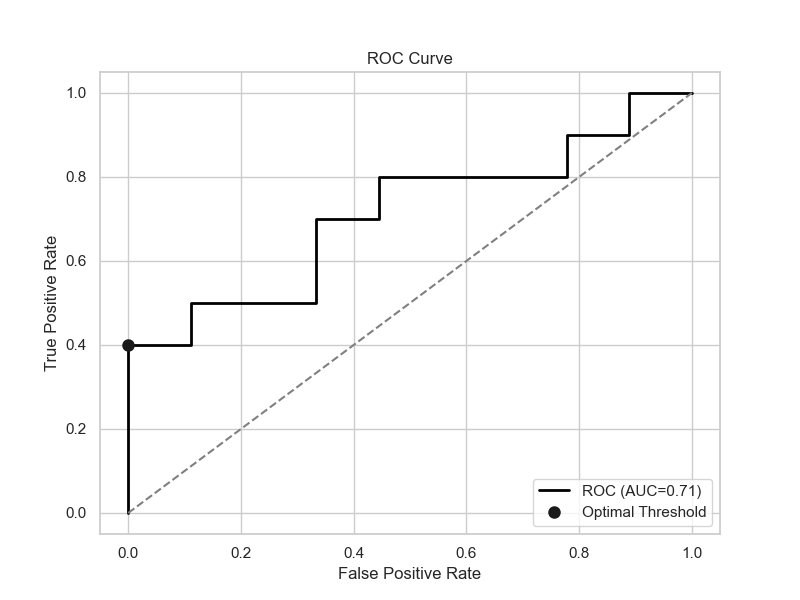 ROC Curve
True Positive Rate
1.0
0.8
0.6
0.4
0.2
0.0
ROC (AUC=0.71)
Optimal Threshold
0.0 0.2 0.4 0.6 0.8 1.0
False Positive Rate